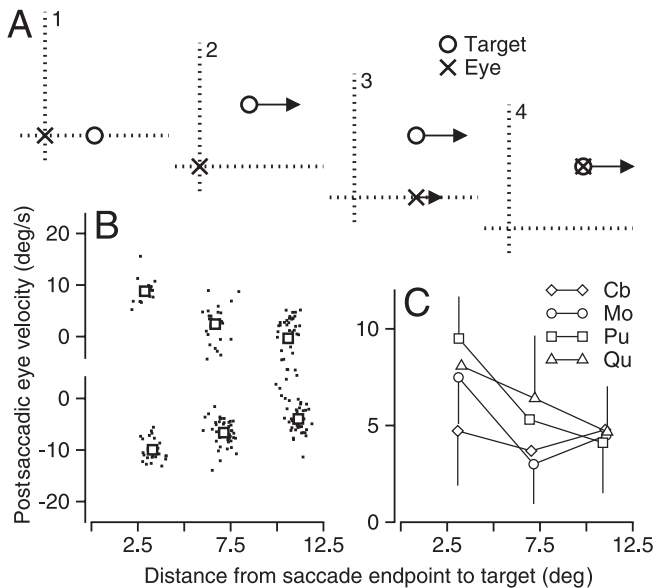 A
1
2
3
4
Target
Eye
B
Postsaccadic eye velocity (deg/s)
20
10
0
0
-10
-20
2.5
7.5
12.5
C
Cb
Mo
Pu
Qu
10
5
0
2.5
7.5
12.5
Distance from saccade endpoint to target (deg)